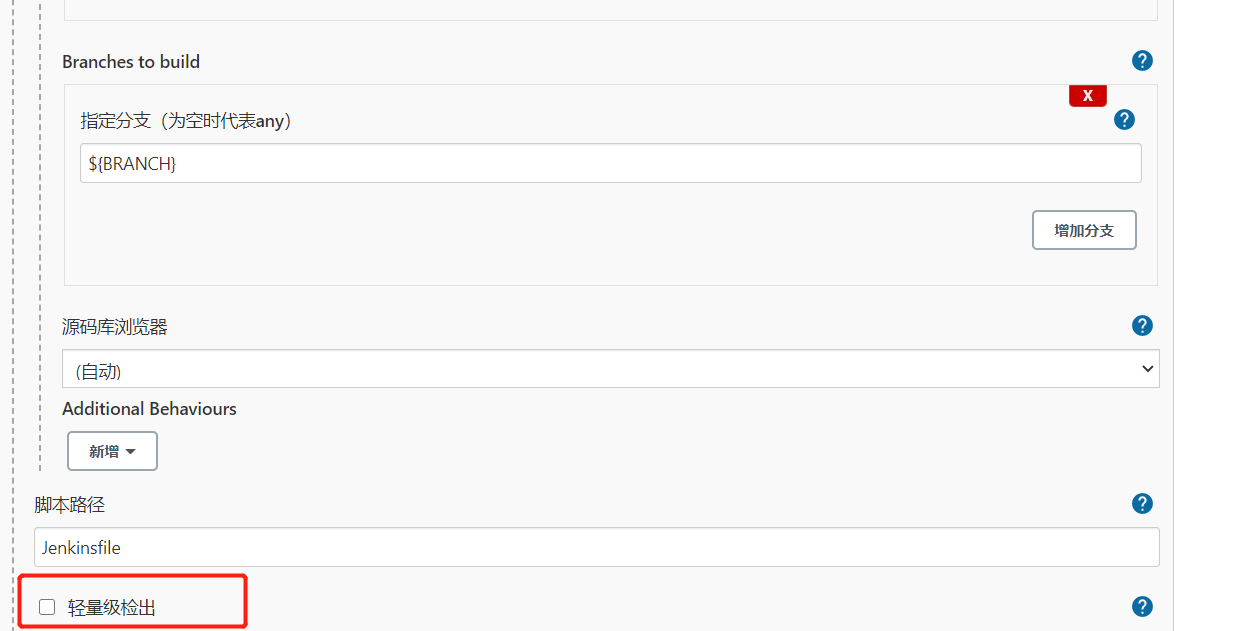 Branches to build
?
X
指定分支（为空时代表any）
?
${BRANCH}
增加分支
源码库浏览器
?
(自动)
Additional Behaviours
新增
脚本路径
?
Jenkinsfile
轻量级检出
?